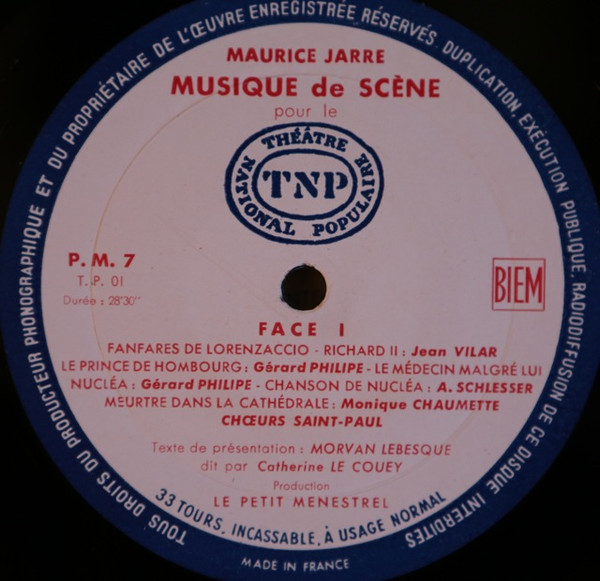 TOUS DROITS DU PRODUCTEUR PHONOGRAPHIQUE ET DU PROPRIÉTAIRE DE L'ŒUVRE ENREGISTRÉE RÉSERVÉS. DUPLICATION, EXÉCUTION PUBLIQUE, RADIODIFFUSION DE CE DISQUE INTERDITES
MAURICE JARRE
MUSIQUE de SCÈNE
pour le
THÉÂTRE
NATIONAL POPULAIRE
TNP
P. M. 7
T. P. 01
Durée : 28'30"
BIEM
FACE I
FANFARES DE LORENZACCIO - RICHARD II : Jean VILAR
LE PRINCE DE HOMBOURG : Gérard PHILIPE - LE MÉDECIN MALGRÉ LUI
NUCLÉA : Gérard PHILIPE - CHANSON DE NUCLÉA : A. SCHLESSER
MEURTRE DANS LA CATHÉDRALE : Monique CHAUMETTE
CHŒURS SAINT-PAUL
Texte de présentation : MORVAN LEBESQUE
dit par Catherine LE COUEY
Production
LE PETIT MENESTREL
33 TOURS, INCASSABLE, À USAGE NORMAL
MADE IN FRANCE